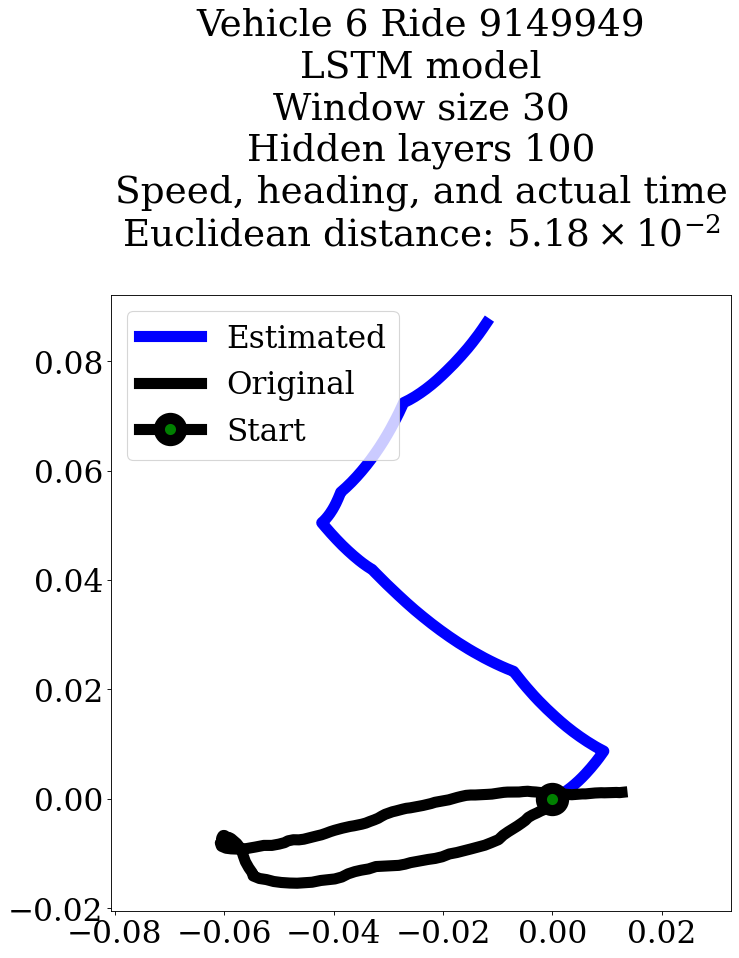 Vehicle 6 Ride 9149949
LSTM model
Window size 30
Hidden layers 100
Speed, heading, and actual time
Euclidean distance: 5.18 × 10⁻²
Estimated
Original
Start
0.08
0.06
0.04
0.02
0.00
−0.02
−0.08 −0.06 −0.04 −0.02 0.00 0.02